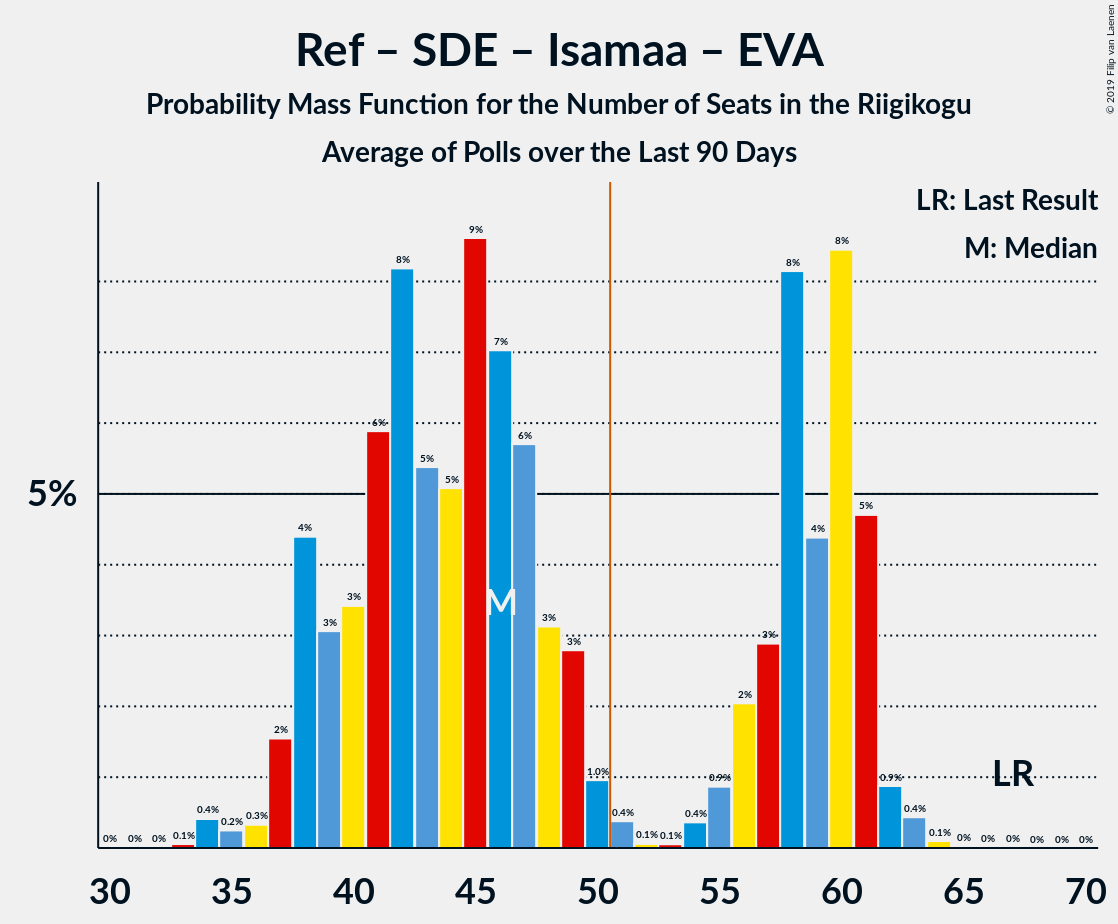 Ref – SDE – Isamaa – EVA
Probability Mass Function for the Number of Seats in the Riigikogu
Average of Polls over the Last 90 Days
© 2019 Filip van Laenen
LR: Last Result
M: Median
5%
0% 0% 0% 0.1% 0.4% 0.2% 0.3% 2% 4% 3% 3% 6% 8% 5% 5% 9% 7% 6% 3% 3% 1.0% 0.4% 0.1% 0.1% 0.4% 0.9% 2% 3% 8% 4% 8% 5% 0.9% 0.4% 0.1% 0% 0% 0% 0% 0% 0%
M
LR
30 35 40 45 50 55 60 65 70